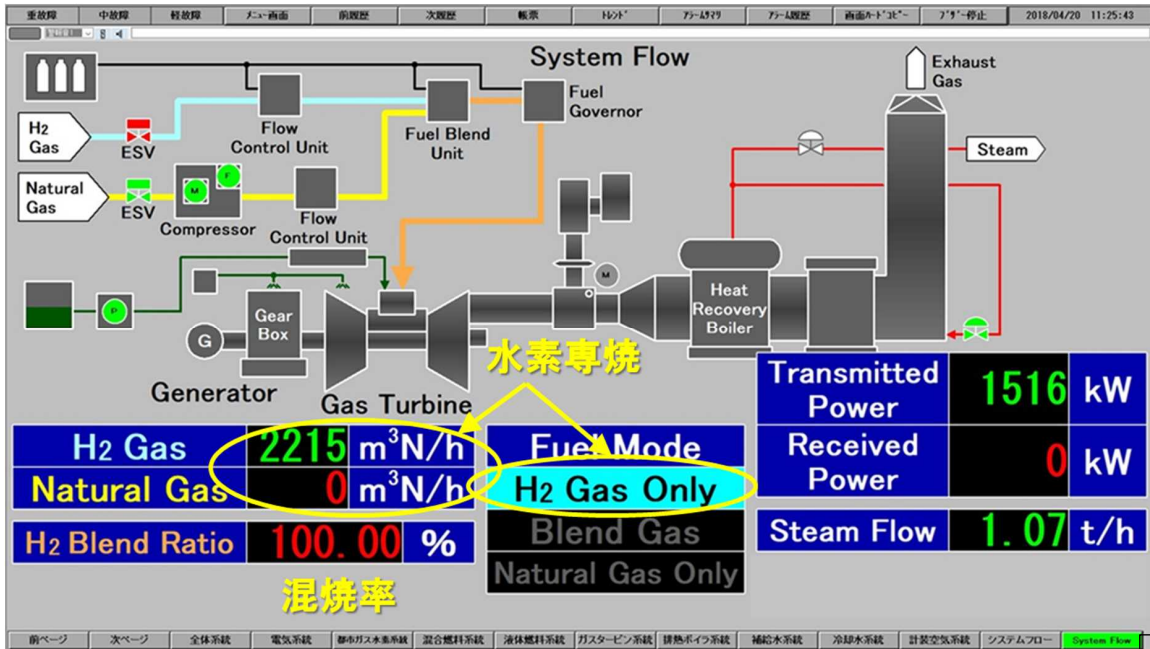 重故障 中故障 軽故障 メニュー画面 前履歴 次履歴 帳票 トレンド アラームサマリ アラーム履歴 画面ハードコピー ブザー停止 2018/04/20 11:25:43
System Flow
Exhaust
Gas
H2
Gas
ESV
Flow
Control Unit
Fuel Blend
Unit
Fuel
Governor
Steam
Natural
Gas
ESV
M
F
Compressor
Flow
Control Unit
P
G
Gear
Box
M
Heat
Recovery
Boiler
Generator
Gas Turbine
水素専焼
Transmitted
Power
1516 kW
Received
Power
0 kW
Steam Flow 1.07 t/h
H2 Gas 2215 m³N/h
Natural Gas 0 m³N/h
H2 Blend Ratio 100.00 %
混焼率
Fuel Mode
H2 Gas Only
Blend Gas
Natural Gas Only
前ページ 次ページ 全体系統 電気系統 都市ガス水素系統 混合燃料系統 液体燃料系統 ガスタービン系統 排熱ボイラ系統 補給水系統 冷却水系統 計装空気系統 システムフロー System Flow